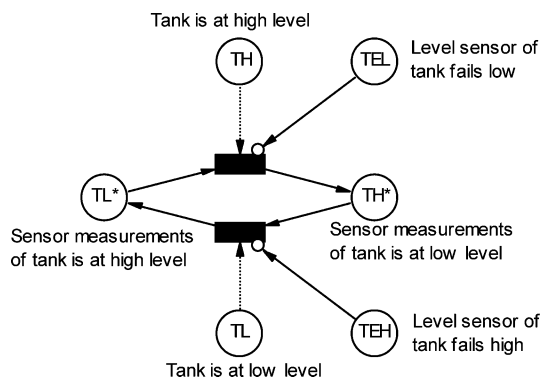 Tank is at high level
TH
TEL
Level sensor of
tank fails low
TL*
TH*
Sensor measurements
of tank is at high level
Sensor measurements
of tank is at low level
TL
TEH
Level sensor of
tank fails high
Tank is at low level